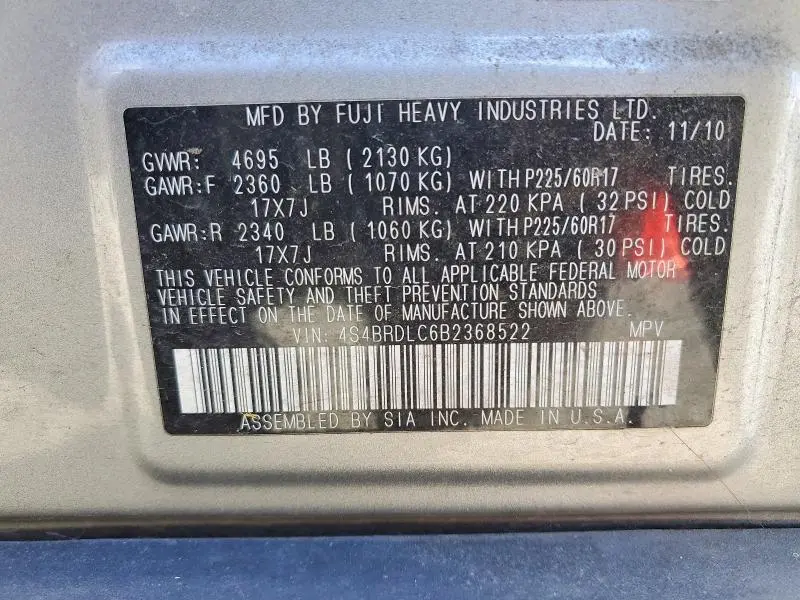 MFD BY FUJI HEAVY INDUSTRIES LTD.
DATE: 11/10
GVWR: 4695 LB ( 2130 KG)
GAWR:F 2360 LB ( 1070 KG) WITH P225/60R17 TIRES.
17X7J RIMS. AT 220 KPA ( 32 PSI) COLD
GAWR:R 2340 LB ( 1060 KG) WITH P225/60R17 TIRES.
17X7J RIMS. AT 210 KPA ( 30 PSI) COLD
THIS VEHICLE CONFORMS TO ALL APPLICABLE FEDERAL MOTOR
VEHICLE SAFETY AND THEFT PREVENTION STANDARDS
IN EFFECT ON THE DATE OF MANUFACTURE SHOWN ABOVE.
VIN: 4S4BRDLC6B2368522 MPV
ASSEMBLED BY SIA INC. MADE IN U.S.A.